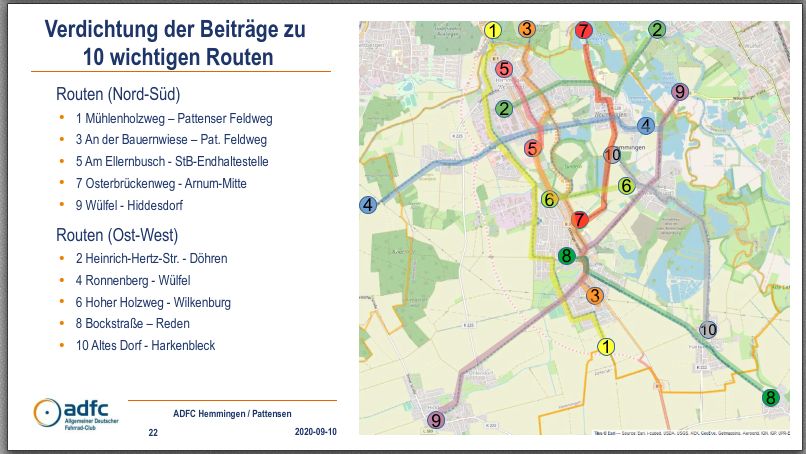 Verdichtung der Beiträge zu
10 wichtigen Routen
Routen (Nord-Süd)
• 1 Mühlenholzweg – Pattenser Feldweg
• 3 An der Bauernwiese – Pat. Feldweg
• 5 Am Ellernbusch - StB-Endhaltestelle
• 7 Osterbrückenweg - Arnum-Mitte
• 9 Wülfel - Hiddesdorf
Routen (Ost-West)
• 2 Heinrich-Hertz-Str. - Döhren
• 4 Ronnenberg - Wülfel
• 6 Hoher Holzweg - Wilkenburg
• 8 Bockstraße – Reden
• 10 Altes Dorf - Harkenbleck
adfc
Allgemeiner Deutscher
Fahrrad-Club
ADFC Hemmingen / Pattensen
22
2020-09-10
1
3
7
2
5
9
2
4
5
10
6
6
4
7
8
3
10
1
8
9